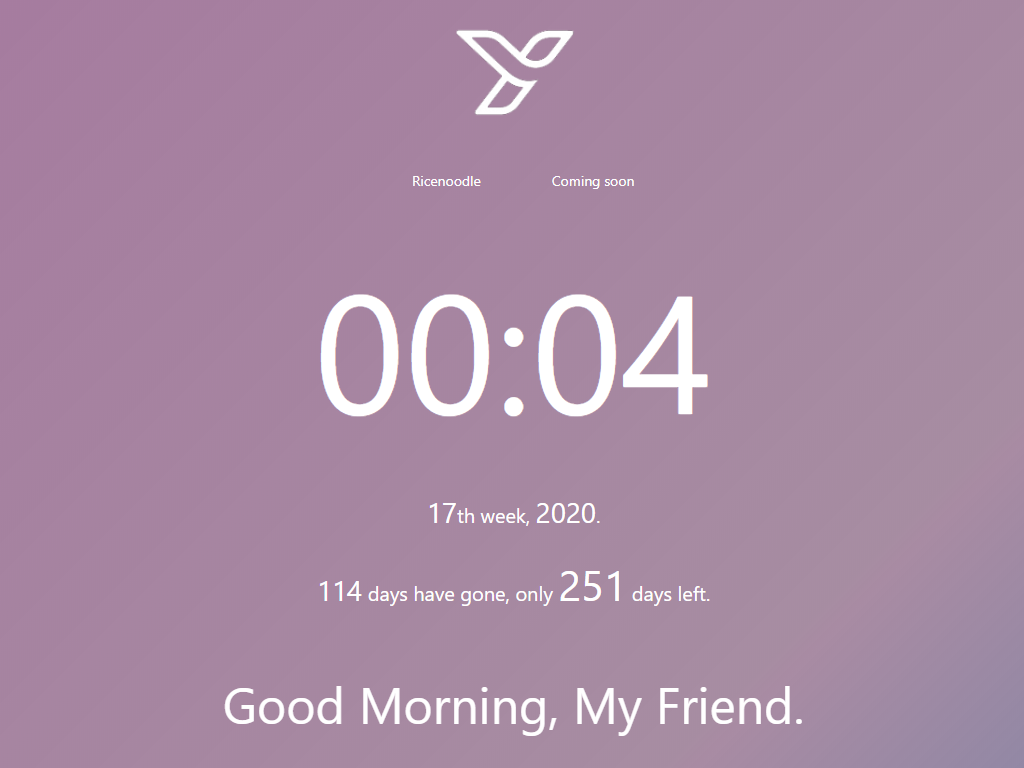 Ricenoodle Coming soon
00:04
17th week, 2020.
114 days have gone, only 251 days left.
Good Morning, My Friend.